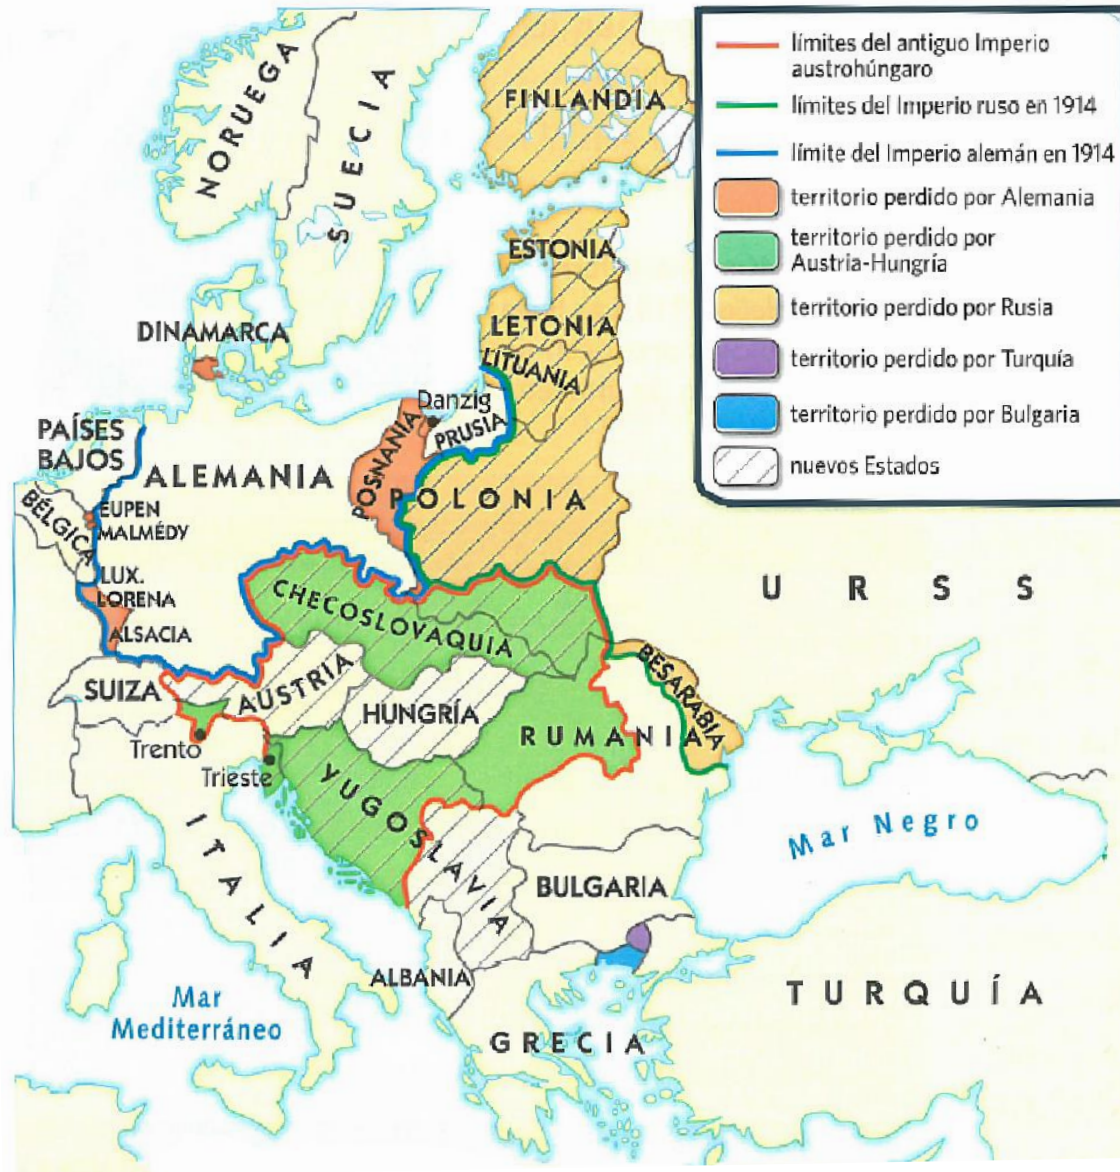 límites del antiguo Imperio
austrohúngaro
límites del Imperio ruso en 1914
límite del Imperio alemán en 1914
territorio perdido por Alemania
territorio perdido por
Austria-Hungría
territorio perdido por Rusia
territorio perdido por Turquía
territorio perdido por Bulgaria
nuevos Estados
NORUEGA
SUECIA
FINLANDIA
ESTONIA
LETONIA
LITUANIA
DINAMARCA
Danzig
PRUSIA
PAÍSES
BAJOS
ALEMANIA
POSNANIA
POLONIA
BÉLGICA
EUPEN
MALMÉDY
LUX.
LORENA
ALSACIA
CHECOSLOVAQUIA
URSS
SUIZA
AUSTRIA
HUNGRÍA
BESARABIA
RUMANIA
Trento
Trieste
YUGOSLAVIA
ITALIA
Mar Negro
BULGARIA
ALBANIA
TURQUÍA
Mar
Mediterráneo
GRECIA